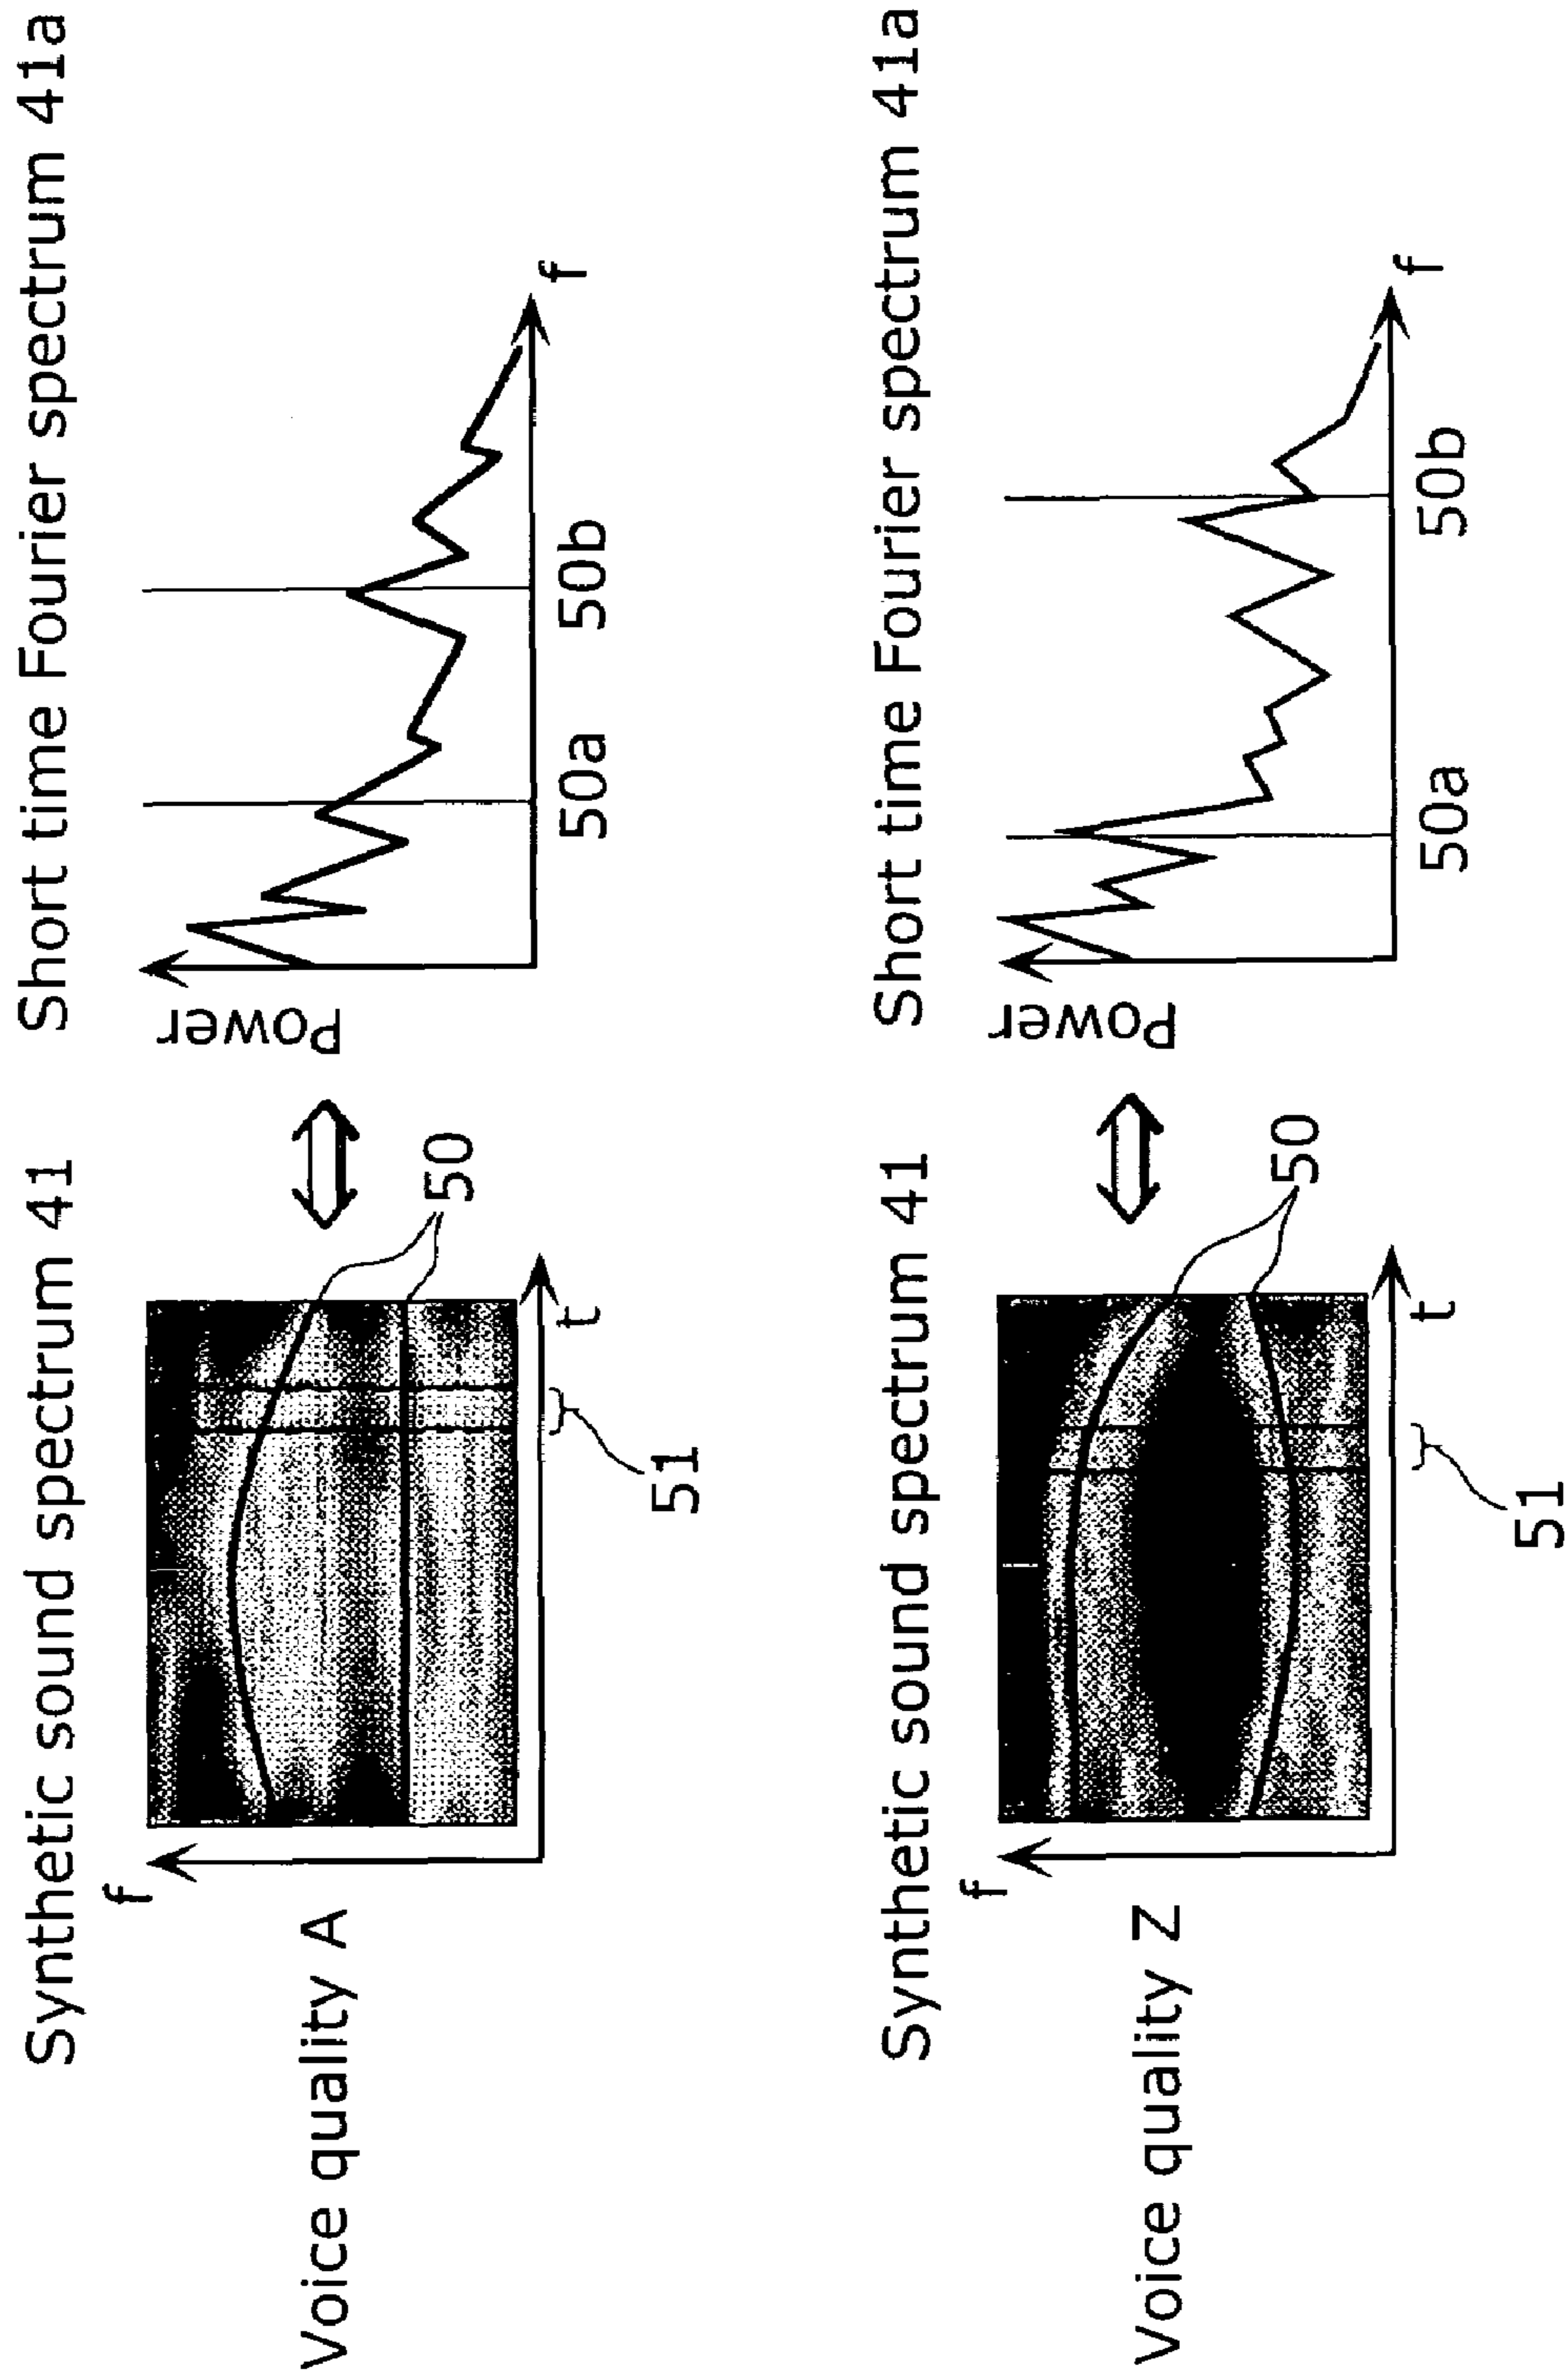 Synthetic sound spectrum 41
Short time Fourier spectrum 41a
Voice quality A
f
t
50
51
Power
f
50a
50b
Synthetic sound spectrum 41
Short time Fourier spectrum 41a
Voice quality Z
f
t
50
51
Power
f
50a
50b